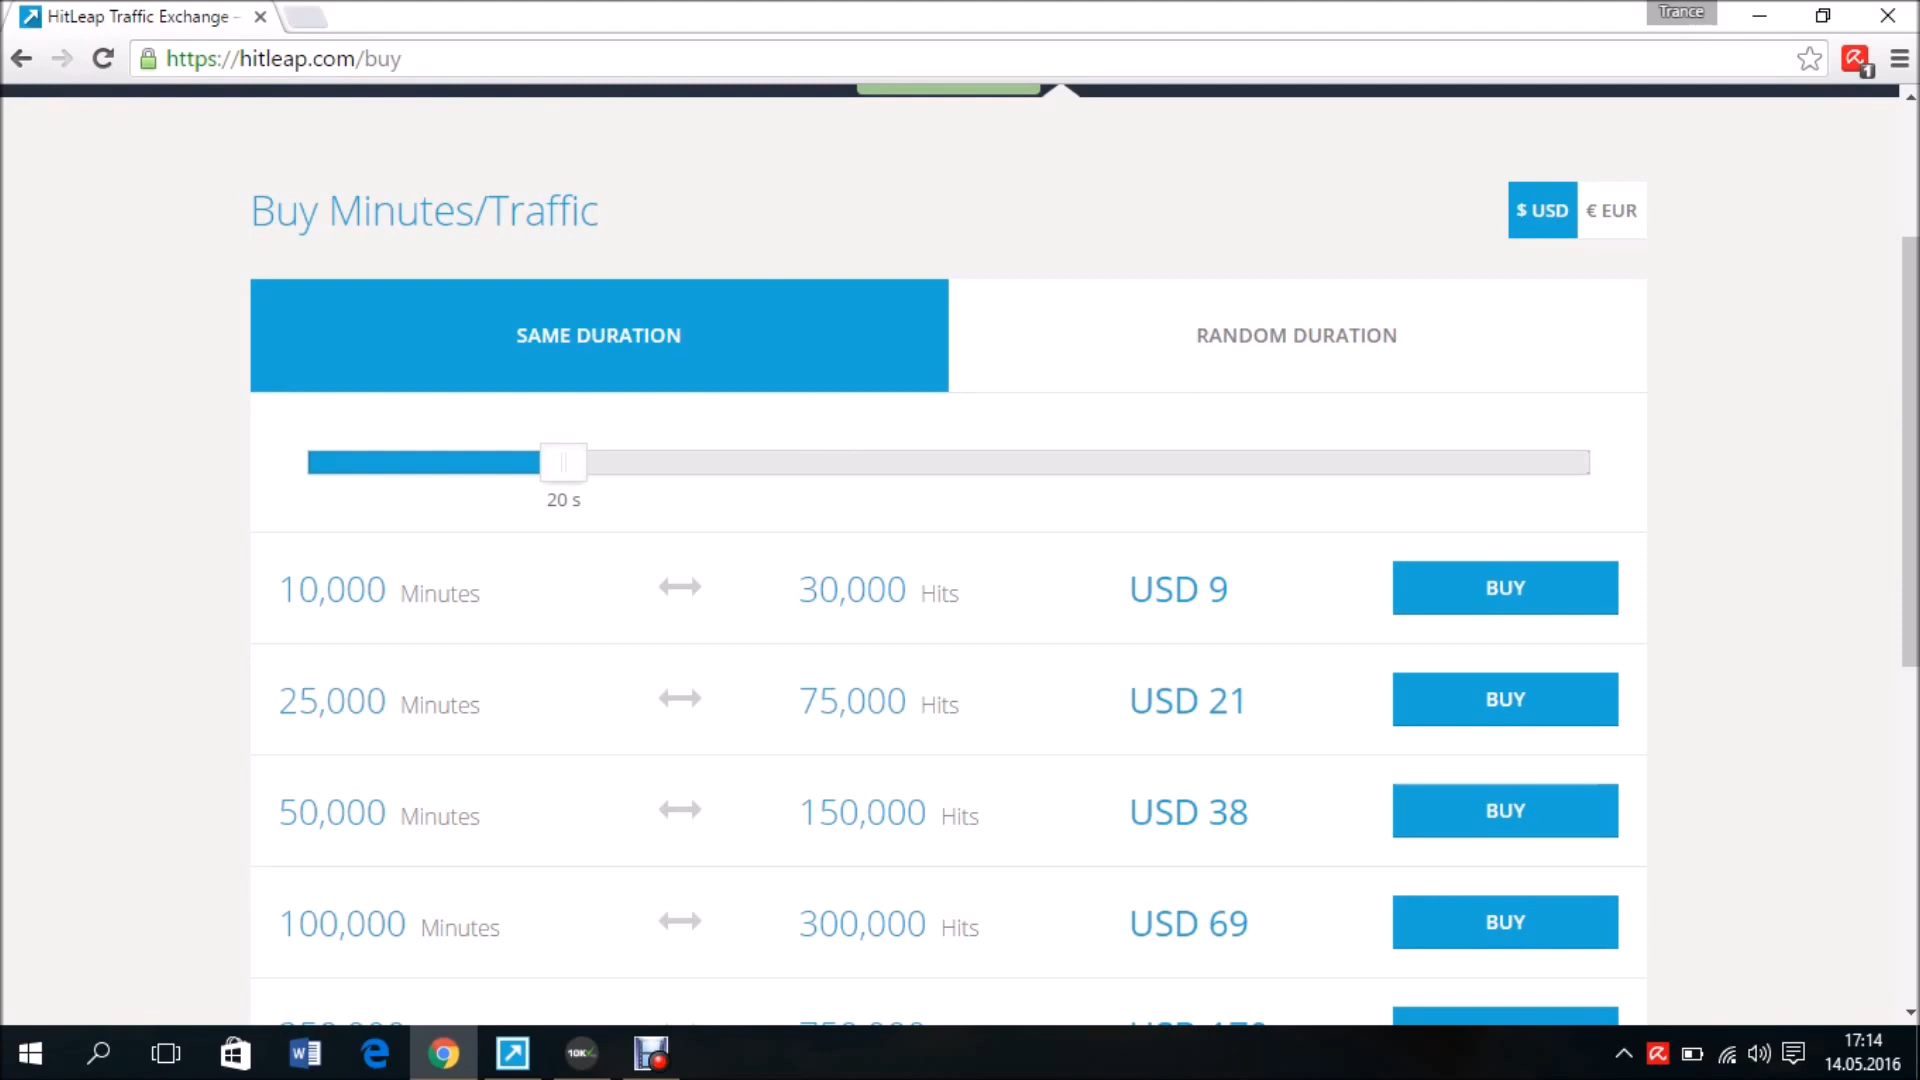 HitLeap Traffic Exchange -
Trance
https://hitleap.com/buy
1
Buy Minutes/Traffic
$ USD
€ EUR
SAME DURATION
RANDOM DURATION
20 s
10,000 Minutes
30,000 Hits
USD 9
BUY
25,000 Minutes
75,000 Hits
USD 21
BUY
50,000 Minutes
150,000 Hits
USD 38
BUY
100,000 Minutes
300,000 Hits
USD 69
BUY
10K
17:14
14.05.2016